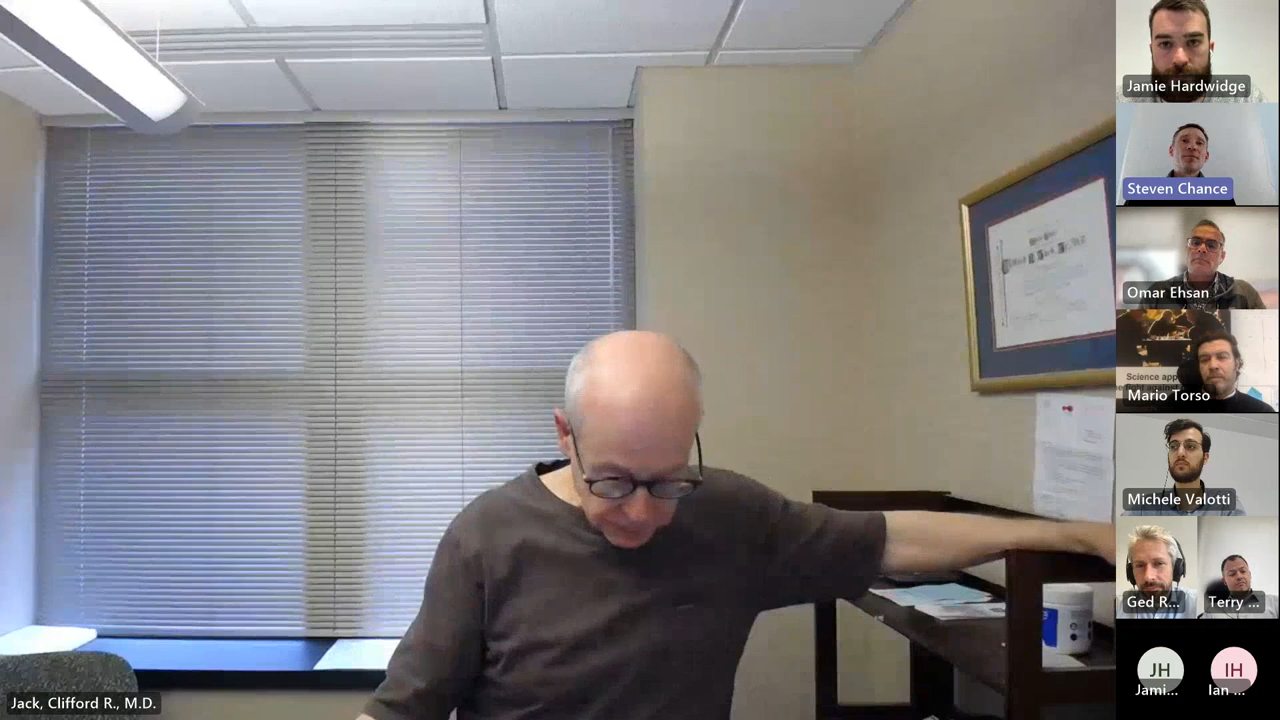 Jamie Hardwidge
Steven Chance
Omar Ehsan
Science app
Mario Torso
Michele Valotti
Ged R...
Terry ...
JH
Jami...
IH
Ian ...
Jack, Clifford R., M.D.